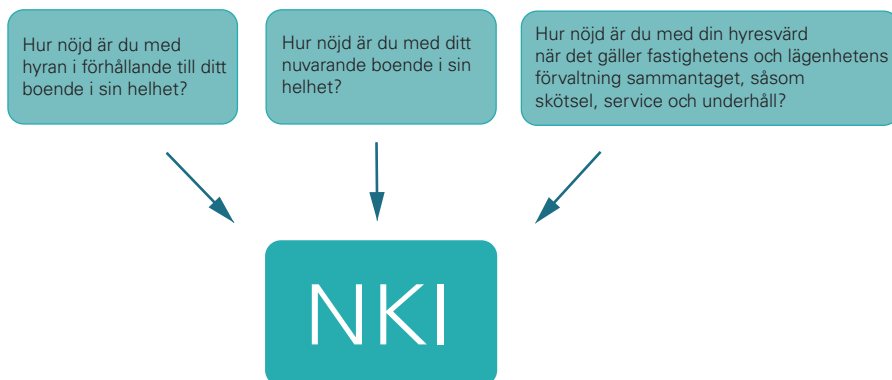 Hur nöjd är du med
hyran i förhållande till ditt
boende i sin helhet?
Hur nöjd är du med ditt
nuvarande boende i sin
helhet?
Hur nöjd är du med din hyresvärd
när det gäller fastighetens och lägenhetens
förvaltning sammantaget, såsom
skötsel, service och underhåll?
NKI